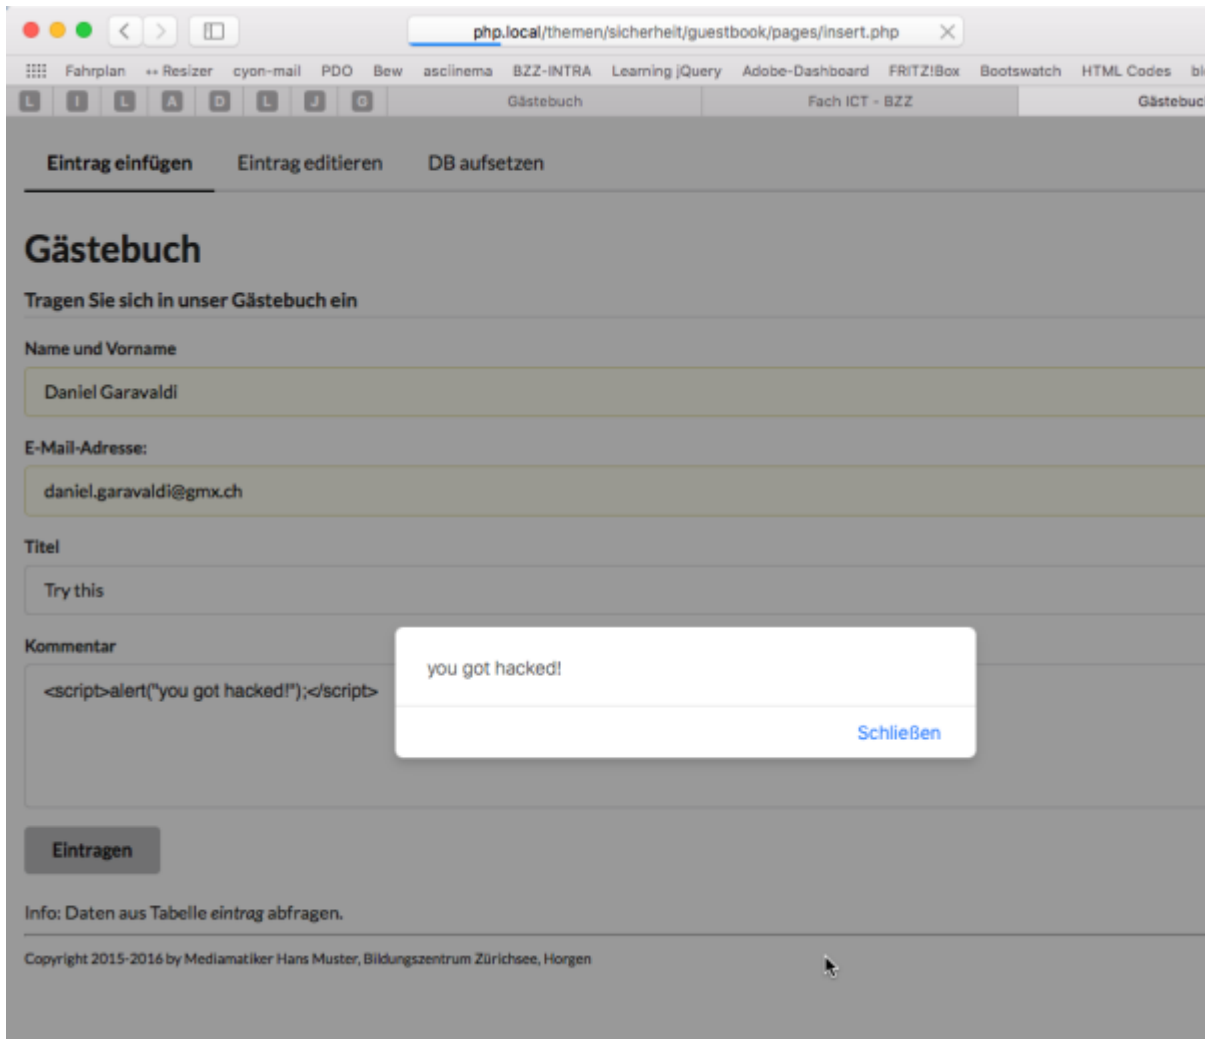 php.local/themen/sicherheit/guestbook/pages/insert.php
Fahrplan ↔ Resizer cyon-mail PDO Bew asciinema BZZ-INTRA Learning jQuery Adobe-Dashboard FRITZ!Box Bootswatch HTML Codes
L I L A D L J G Gästebuch Fach ICT - BZZ Gästebuch
Eintrag einfügen Eintrag editieren DB aufsetzen
Gästebuch
Tragen Sie sich in unser Gästebuch ein
Name und Vorname
Daniel Garavaldi
E-Mail-Adresse:
daniel.garavaldi@gmx.ch
Titel
Try this
Kommentar
you got hacked!
<script>alert("you got hacked!");</script>
Schließen
Eintragen
Info: Daten aus Tabelle eintrag abfragen.
Copyright 2015-2016 by Mediamatiker Hans Muster, Bildungszentrum Zürichsee, Horgen